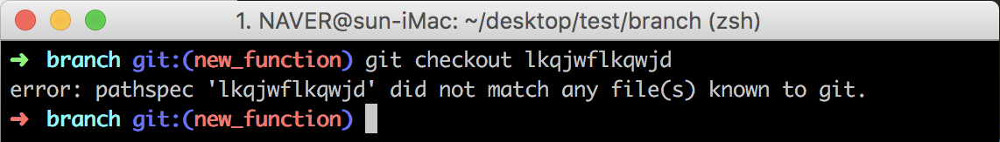 1. NAVER@sun-iMac: ~/desktop/test/branch (zsh)
➜ branch git:(new_function) git checkout lkqjwflkqwjd
error: pathspec 'lkqjwflkqwjd' did not match any file(s) known to git.
➜ branch git:(new_function)